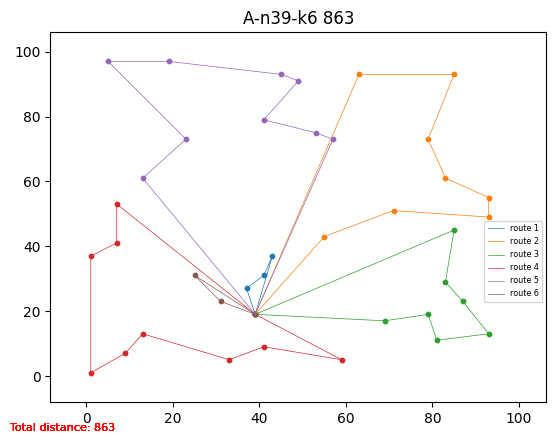 A-n39-k6 863
100
80
60
40
20
0
route 1
route 2
route 3
route 4
route 5
route 6
0 20 40 60 80 100
Total distance: 863